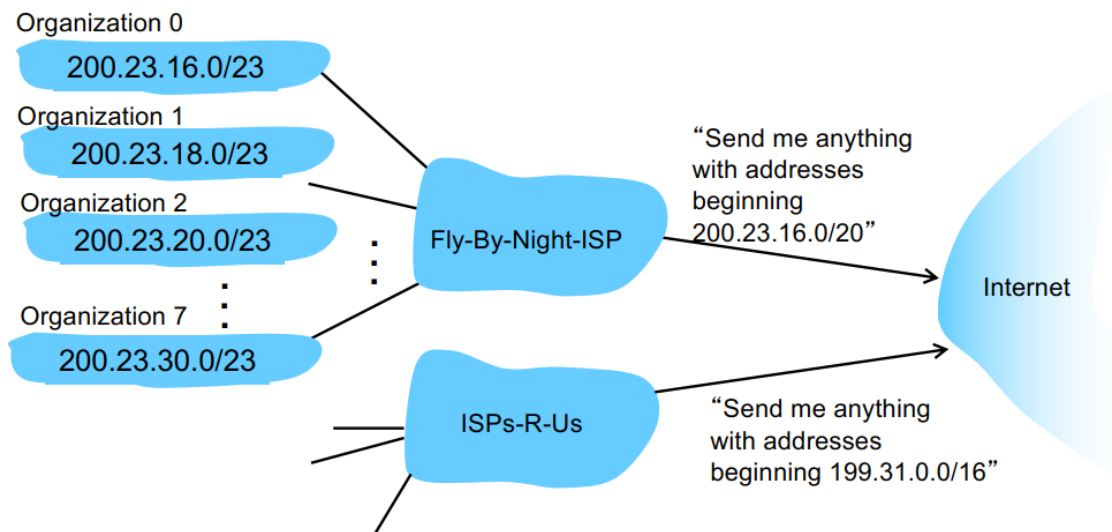 Organization 0
200.23.16.0/23
Organization 1
200.23.18.0/23
Organization 2
200.23.20.0/23
Organization 7
200.23.30.0/23
Fly-By-Night-ISP
“Send me anything
with addresses
beginning
200.23.16.0/20”
ISPs-R-Us
“Send me anything
with addresses
beginning 199.31.0.0/16”
Internet